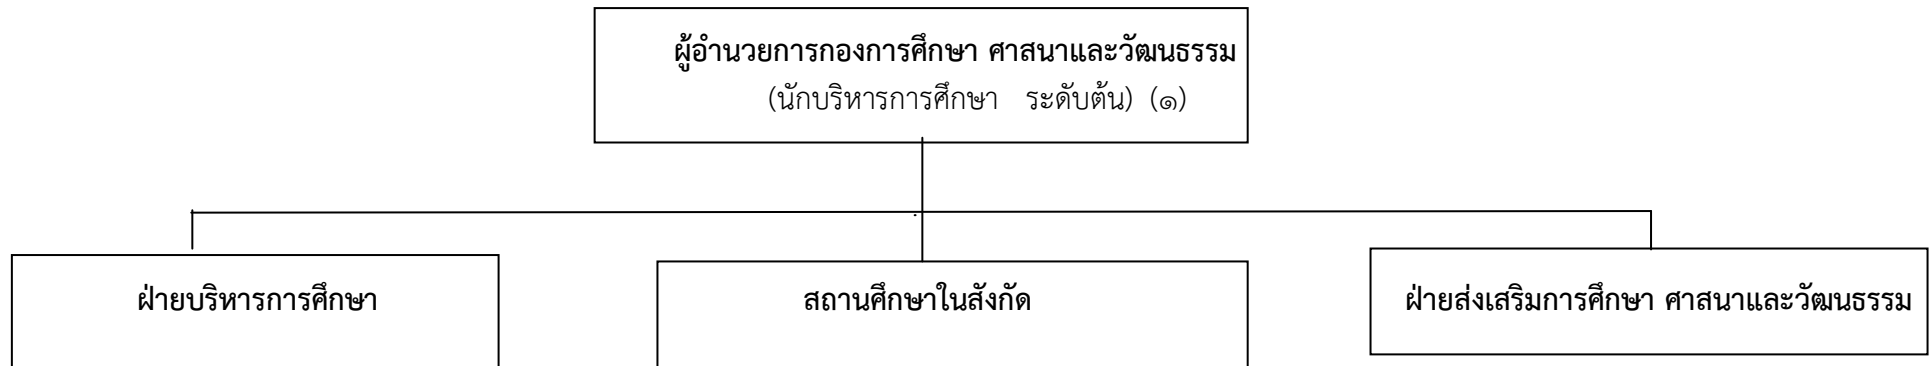 ผู้อำนวยการกองการศึกษา ศาสนาและวัฒนธรรม
(นักบริหารการศึกษา ระดับต้น) (๑)
ฝ่ายบริหารการศึกษา
สถานศึกษาในสังกัด
ฝ่ายส่งเสริมการศึกษา ศาสนาและวัฒนธรรม